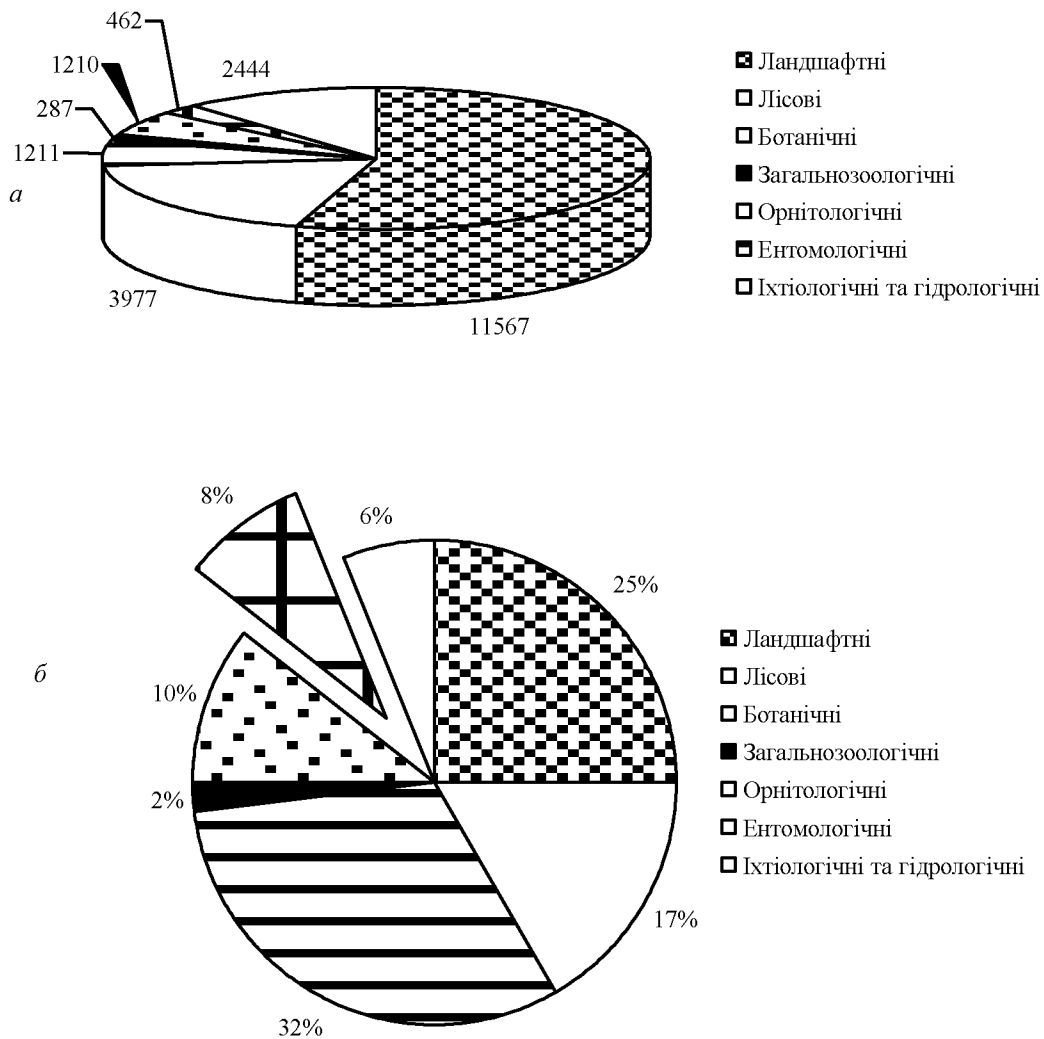 462
1210
2444
287
1211
а
3977
11567
Ландшафтні
Лісові
Ботанічні
Загальнозоологічні
Орнітологічні
Ентомологічні
Іхтіологічні та гідрологічні
8%
6%
25%
б
10%
2%
17%
32%
Ландшафтні
Лісові
Ботанічні
Загальнозоологічні
Орнітологічні
Ентомологічні
Іхтіологічні та гідрологічні